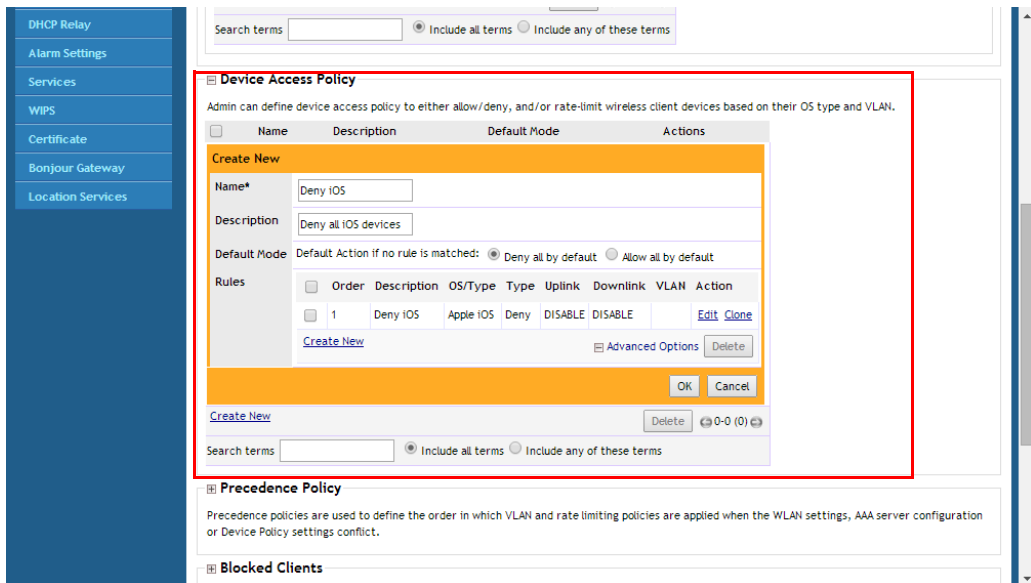 DHCP Relay
Alarm Settings
Services
WIPS
Certificate
Bonjour Gateway
Location Services
Search terms Include all terms Include any of these terms
Device Access Policy
Admin can define device access policy to either allow/deny, and/or rate-limit wireless client devices based on their OS type and VLAN.
Name Description Default Mode Actions
Create New
Name* Deny iOS
Description Deny all iOS devices
Default Mode Default Action if no rule is matched: Deny all by default Allow all by default
Rules Order Description OS/Type Type Uplink Downlink VLAN Action
1 Deny iOS Apple iOS Deny DISABLE DISABLE Edit Clone
Create New Advanced Options Delete
OK Cancel
Create New Delete 0-0 (0)
Search terms Include all terms Include any of these terms
Precedence Policy
Precedence policies are used to define the order in which VLAN and rate limiting policies are applied when the WLAN settings, AAA server configuration
or Device Policy settings conflict.
Blocked Clients